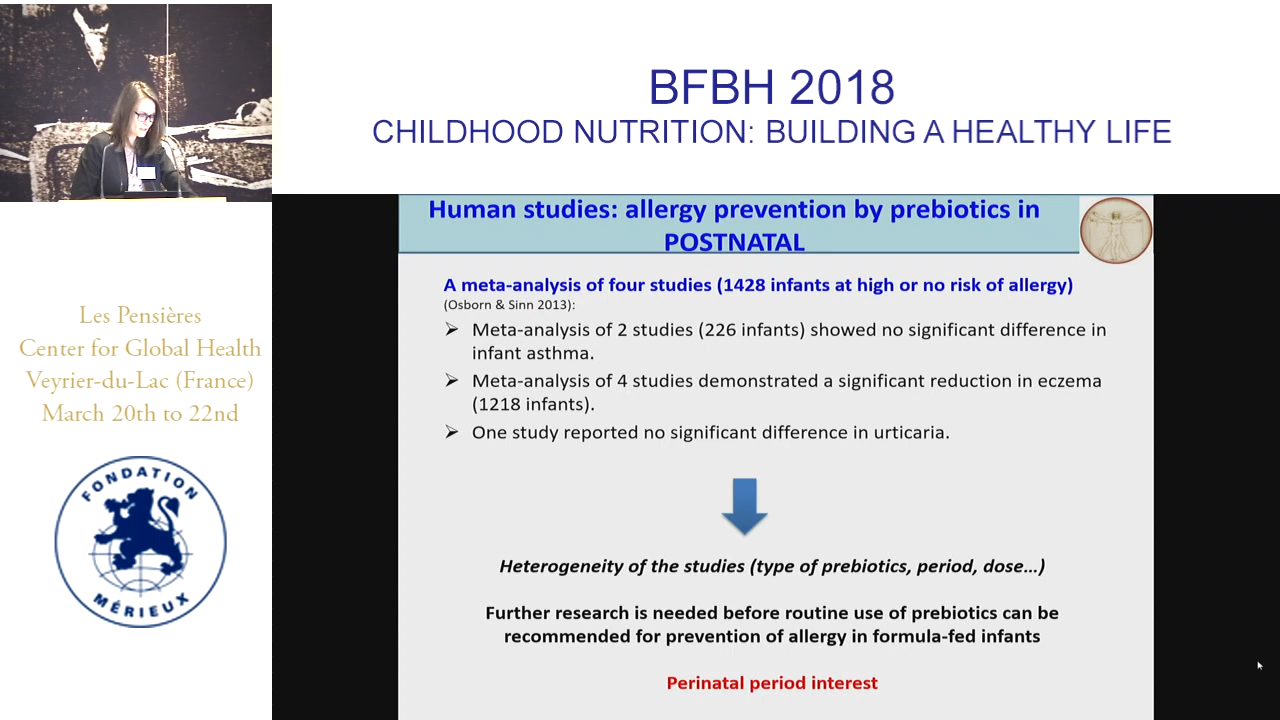 BFBH 2018
CHILDHOOD NUTRITION: BUILDING A HEALTHY LIFE
Les Pensières
Center for Global Health
Veyrier-du-Lac (France)
March 20th to 22nd
FONDATION
MÉRIEUX
Human studies: allergy prevention by prebiotics in
POSTNATAL
A meta-analysis of four studies (1428 infants at high or no risk of allergy)
(Osborn & Sinn 2013):
➢ Meta-analysis of 2 studies (226 infants) showed no significant difference in
infant asthma.
➢ Meta-analysis of 4 studies demonstrated a significant reduction in eczema
(1218 infants).
➢ One study reported no significant difference in urticaria.
Heterogeneity of the studies (type of prebiotics, period, dose...)
Further research is needed before routine use of prebiotics can be
recommended for prevention of allergy in formula-fed infants
Perinatal period interest